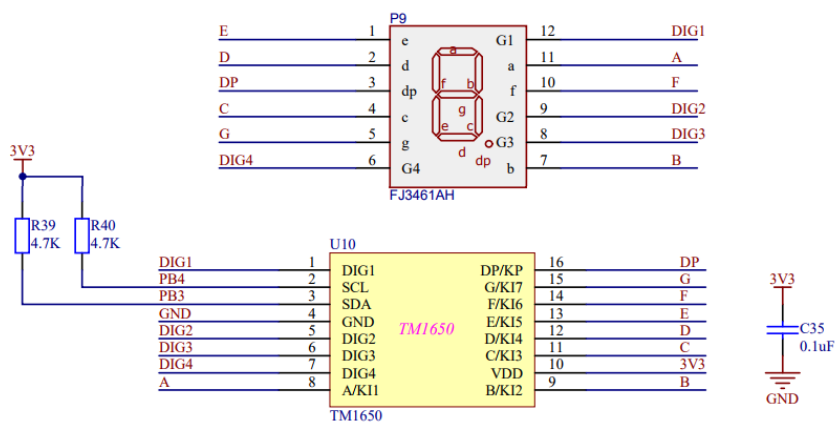 P9
E 1 e G1 12 DIG1
D 2 d a 11 A
DP 3 dp f 10 F
C 4 c G2 9 DIG2
G 5 g G3 8 DIG3
DIG4 6 G4 b 7 B
a
f b
g
e c
d dp
FJ3461AH
3V3
R39 R40
4.7K 4.7K
U10
DIG1 1 DIG1 DP/KP 16 DP
PB4 2 SCL G/KI7 15 G
PB3 3 SDA F/KI6 14 F
GND 4 GND E/KI5 13 E
DIG2 5 DIG2 D/KI4 12 D
DIG3 6 DIG3 C/KI3 11 C
DIG4 7 DIG4 VDD 10 3V3
A 8 A/KI1 B/KI2 9 B
TM1650
TM1650
3V3
C35
0.1uF
GND